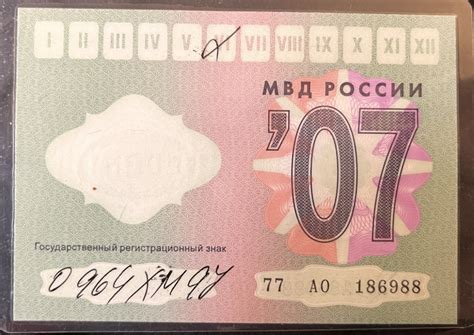 I II III IV V VI VII VIII IX X XI XII
МВД РОССИИ
'07
Государственный регистрационный знак
О 964 ХМ 97
77 АО 186988